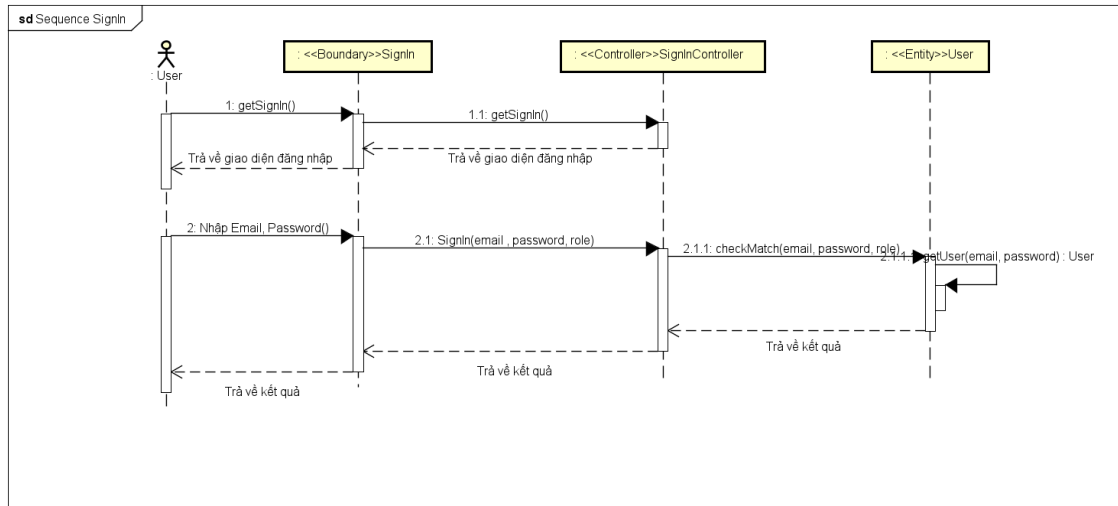 sd Sequence SignIn
: User
: <<Boundary>>SignIn
: <<Controller>>SignInController
: <<Entity>>User
1: getSignIn()
1.1: getSignIn()
Trả về giao diện đăng nhập
Trả về giao diện đăng nhập
2: Nhập Email, Password()
2.1: SignIn(email , password, role)
2.1.1: checkMatch(email, password, role)
2.1.1. getUser(email, password) : User
Trả về kết quả
Trả về kết quả
Trả về kết quả